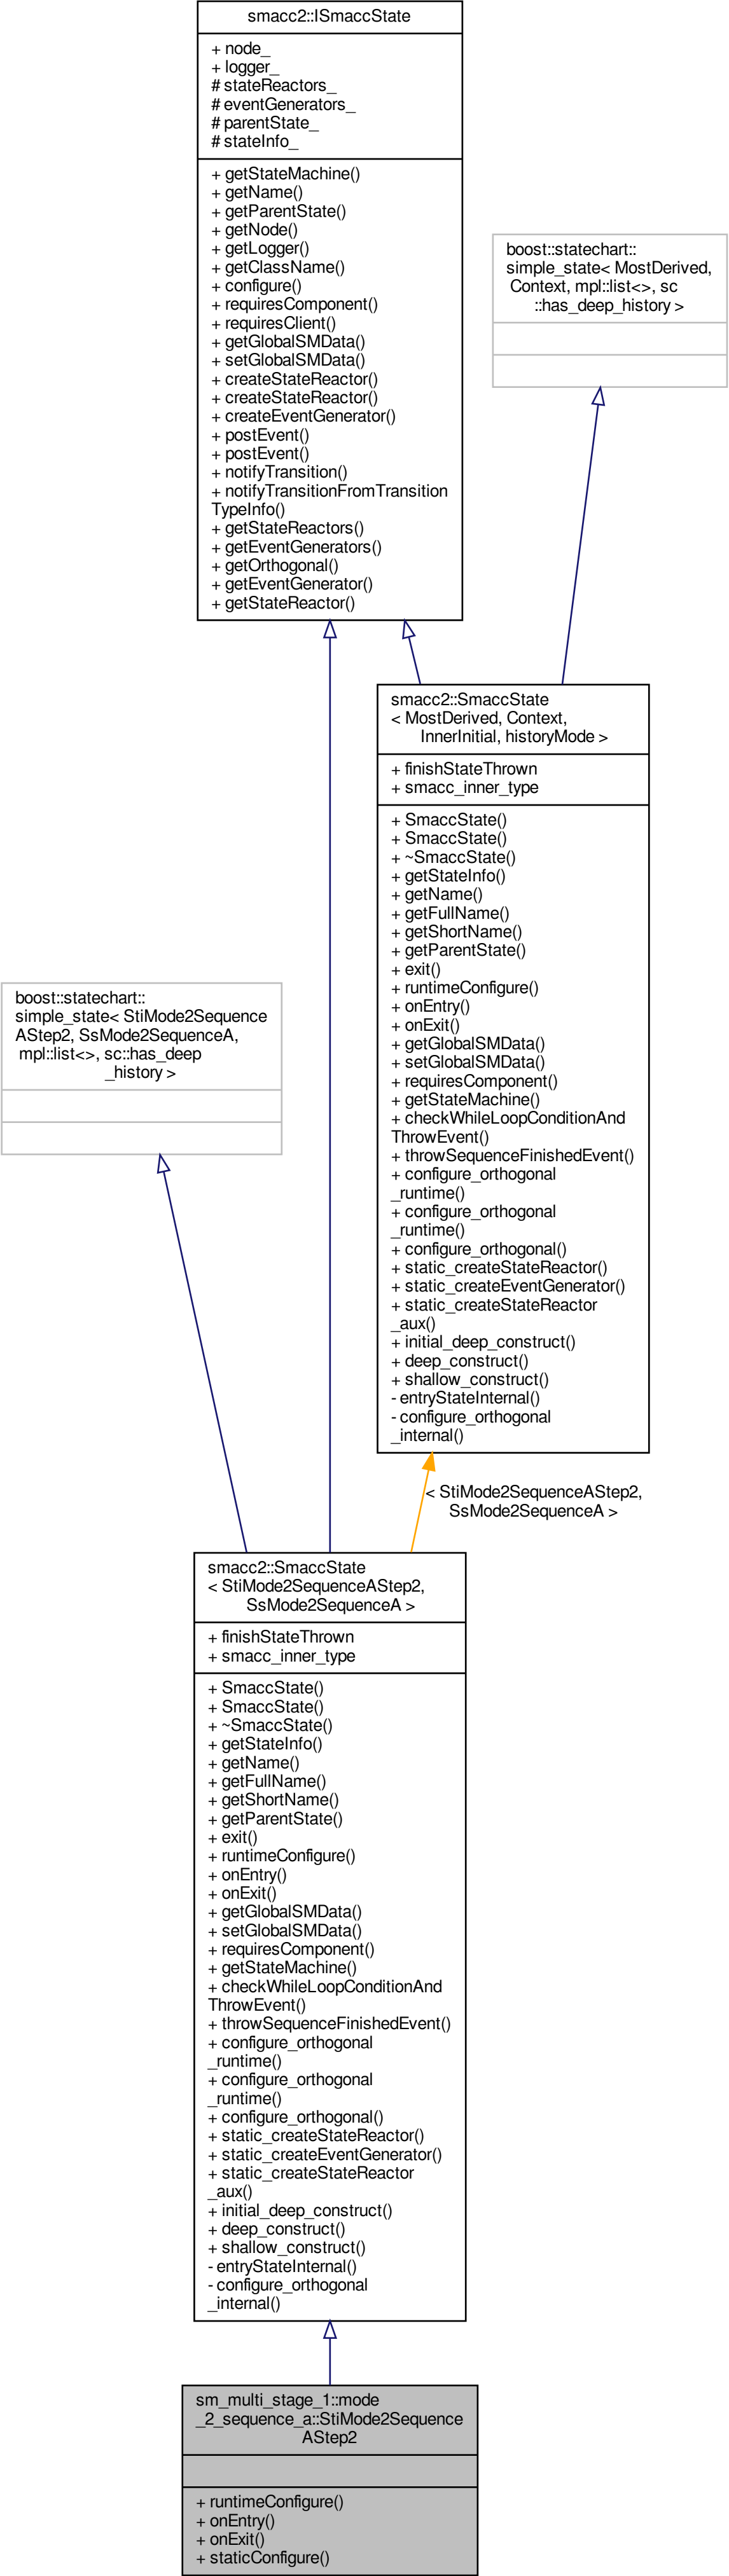 smacc2::ISmaccState
+ node_
+ logger_
# stateReactors_
# eventGenerators_
# parentState_
# stateInfo_
+ getStateMachine()
+ getName()
+ getParentState()
+ getNode()
+ getLogger()
+ getClassName()
+ configure()
+ requiresComponent()
+ requiresClient()
+ getGlobalSMData()
+ setGlobalSMData()
+ createStateReactor()
+ createStateReactor()
+ createEventGenerator()
+ postEvent()
+ postEvent()
+ notifyTransition()
+ notifyTransitionFromTransition
TypeInfo()
+ getStateReactors()
+ getEventGenerators()
+ getOrthogonal()
+ getEventGenerator()
+ getStateReactor()
boost::statechart::
simple_state< MostDerived,
Context, mpl::list<>, sc
::has_deep_history >
smacc2::SmaccState
< MostDerived, Context,
InnerInitial, historyMode >
+ finishStateThrown
+ smacc_inner_type
+ SmaccState()
+ SmaccState()
+ ~SmaccState()
+ getStateInfo()
+ getName()
+ getFullName()
+ getShortName()
+ getParentState()
+ exit()
+ runtimeConfigure()
+ onEntry()
+ onExit()
+ getGlobalSMData()
+ setGlobalSMData()
+ requiresComponent()
+ getStateMachine()
+ checkWhileLoopConditionAnd
ThrowEvent()
+ throwSequenceFinishedEvent()
+ configure_orthogonal
_runtime()
+ configure_orthogonal
_runtime()
+ configure_orthogonal()
+ static_createStateReactor()
+ static_createEventGenerator()
+ static_createStateReactor
_aux()
+ initial_deep_construct()
+ deep_construct()
+ shallow_construct()
- entryStateInternal()
- configure_orthogonal
_internal()
boost::statechart::
simple_state< StiMode2Sequence
AStep2, SsMode2SequenceA,
mpl::list<>, sc::has_deep
_history >
< StiMode2SequenceAStep2,
SsMode2SequenceA >
smacc2::SmaccState
< StiMode2SequenceAStep2,
SsMode2SequenceA >
+ finishStateThrown
+ smacc_inner_type
+ SmaccState()
+ SmaccState()
+ ~SmaccState()
+ getStateInfo()
+ getName()
+ getFullName()
+ getShortName()
+ getParentState()
+ exit()
+ runtimeConfigure()
+ onEntry()
+ onExit()
+ getGlobalSMData()
+ setGlobalSMData()
+ requiresComponent()
+ getStateMachine()
+ checkWhileLoopConditionAnd
ThrowEvent()
+ throwSequenceFinishedEvent()
+ configure_orthogonal
_runtime()
+ configure_orthogonal
_runtime()
+ configure_orthogonal()
+ static_createStateReactor()
+ static_createEventGenerator()
+ static_createStateReactor
_aux()
+ initial_deep_construct()
+ deep_construct()
+ shallow_construct()
- entryStateInternal()
- configure_orthogonal
_internal()
sm_multi_stage_1::mode
_2_sequence_a::StiMode2Sequence
AStep2
+ runtimeConfigure()
+ onEntry()
+ onExit()
+ staticConfigure()